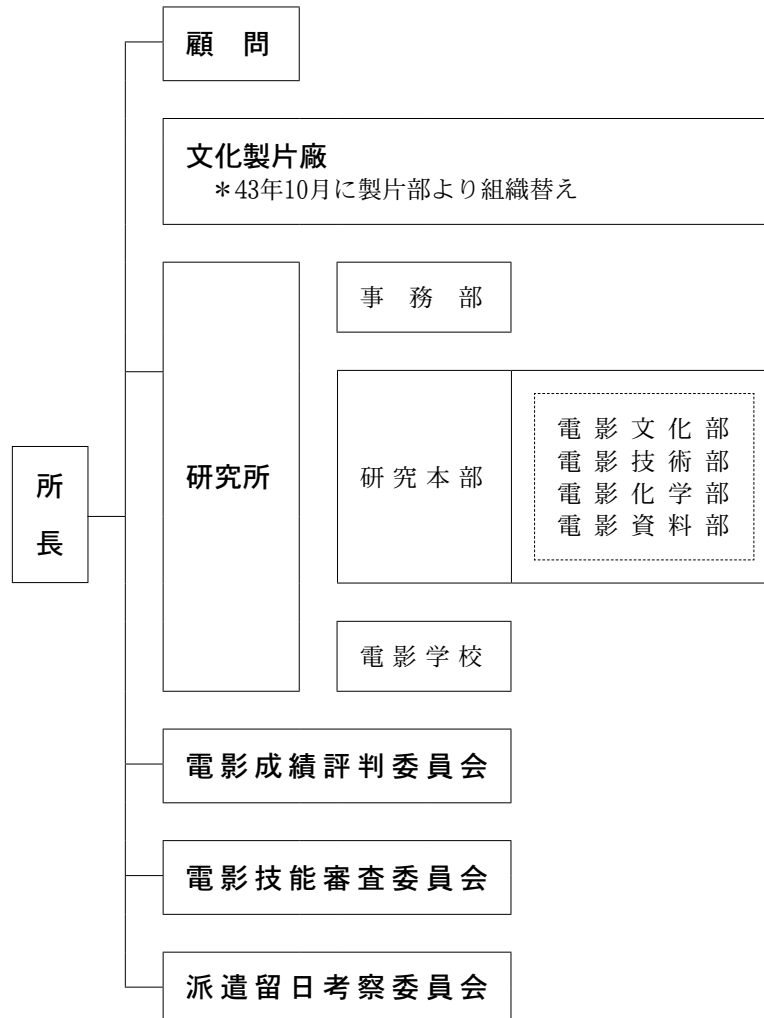 顧問
文化製片廠
＊43年10月に製片部より組織替え
事務部
所長
研究所
研究本部
電影文化部
電影技術部
電影化学部
電影資料部
電影学校
電影成績評判委員会
電影技能審査委員会
派遣留日考察委員会